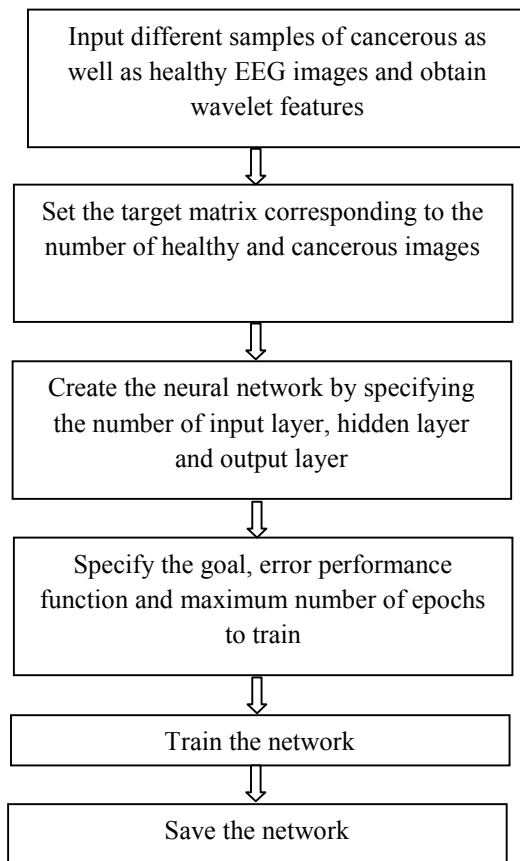 Input different samples of cancerous as
well as healthy EEG images and obtain
wavelet features
Set the target matrix corresponding to the
number of healthy and cancerous images
Create the neural network by specifying
the number of input layer, hidden layer
and output layer
Specify the goal, error performance
function and maximum number of epochs
to train
Train the network
Save the network